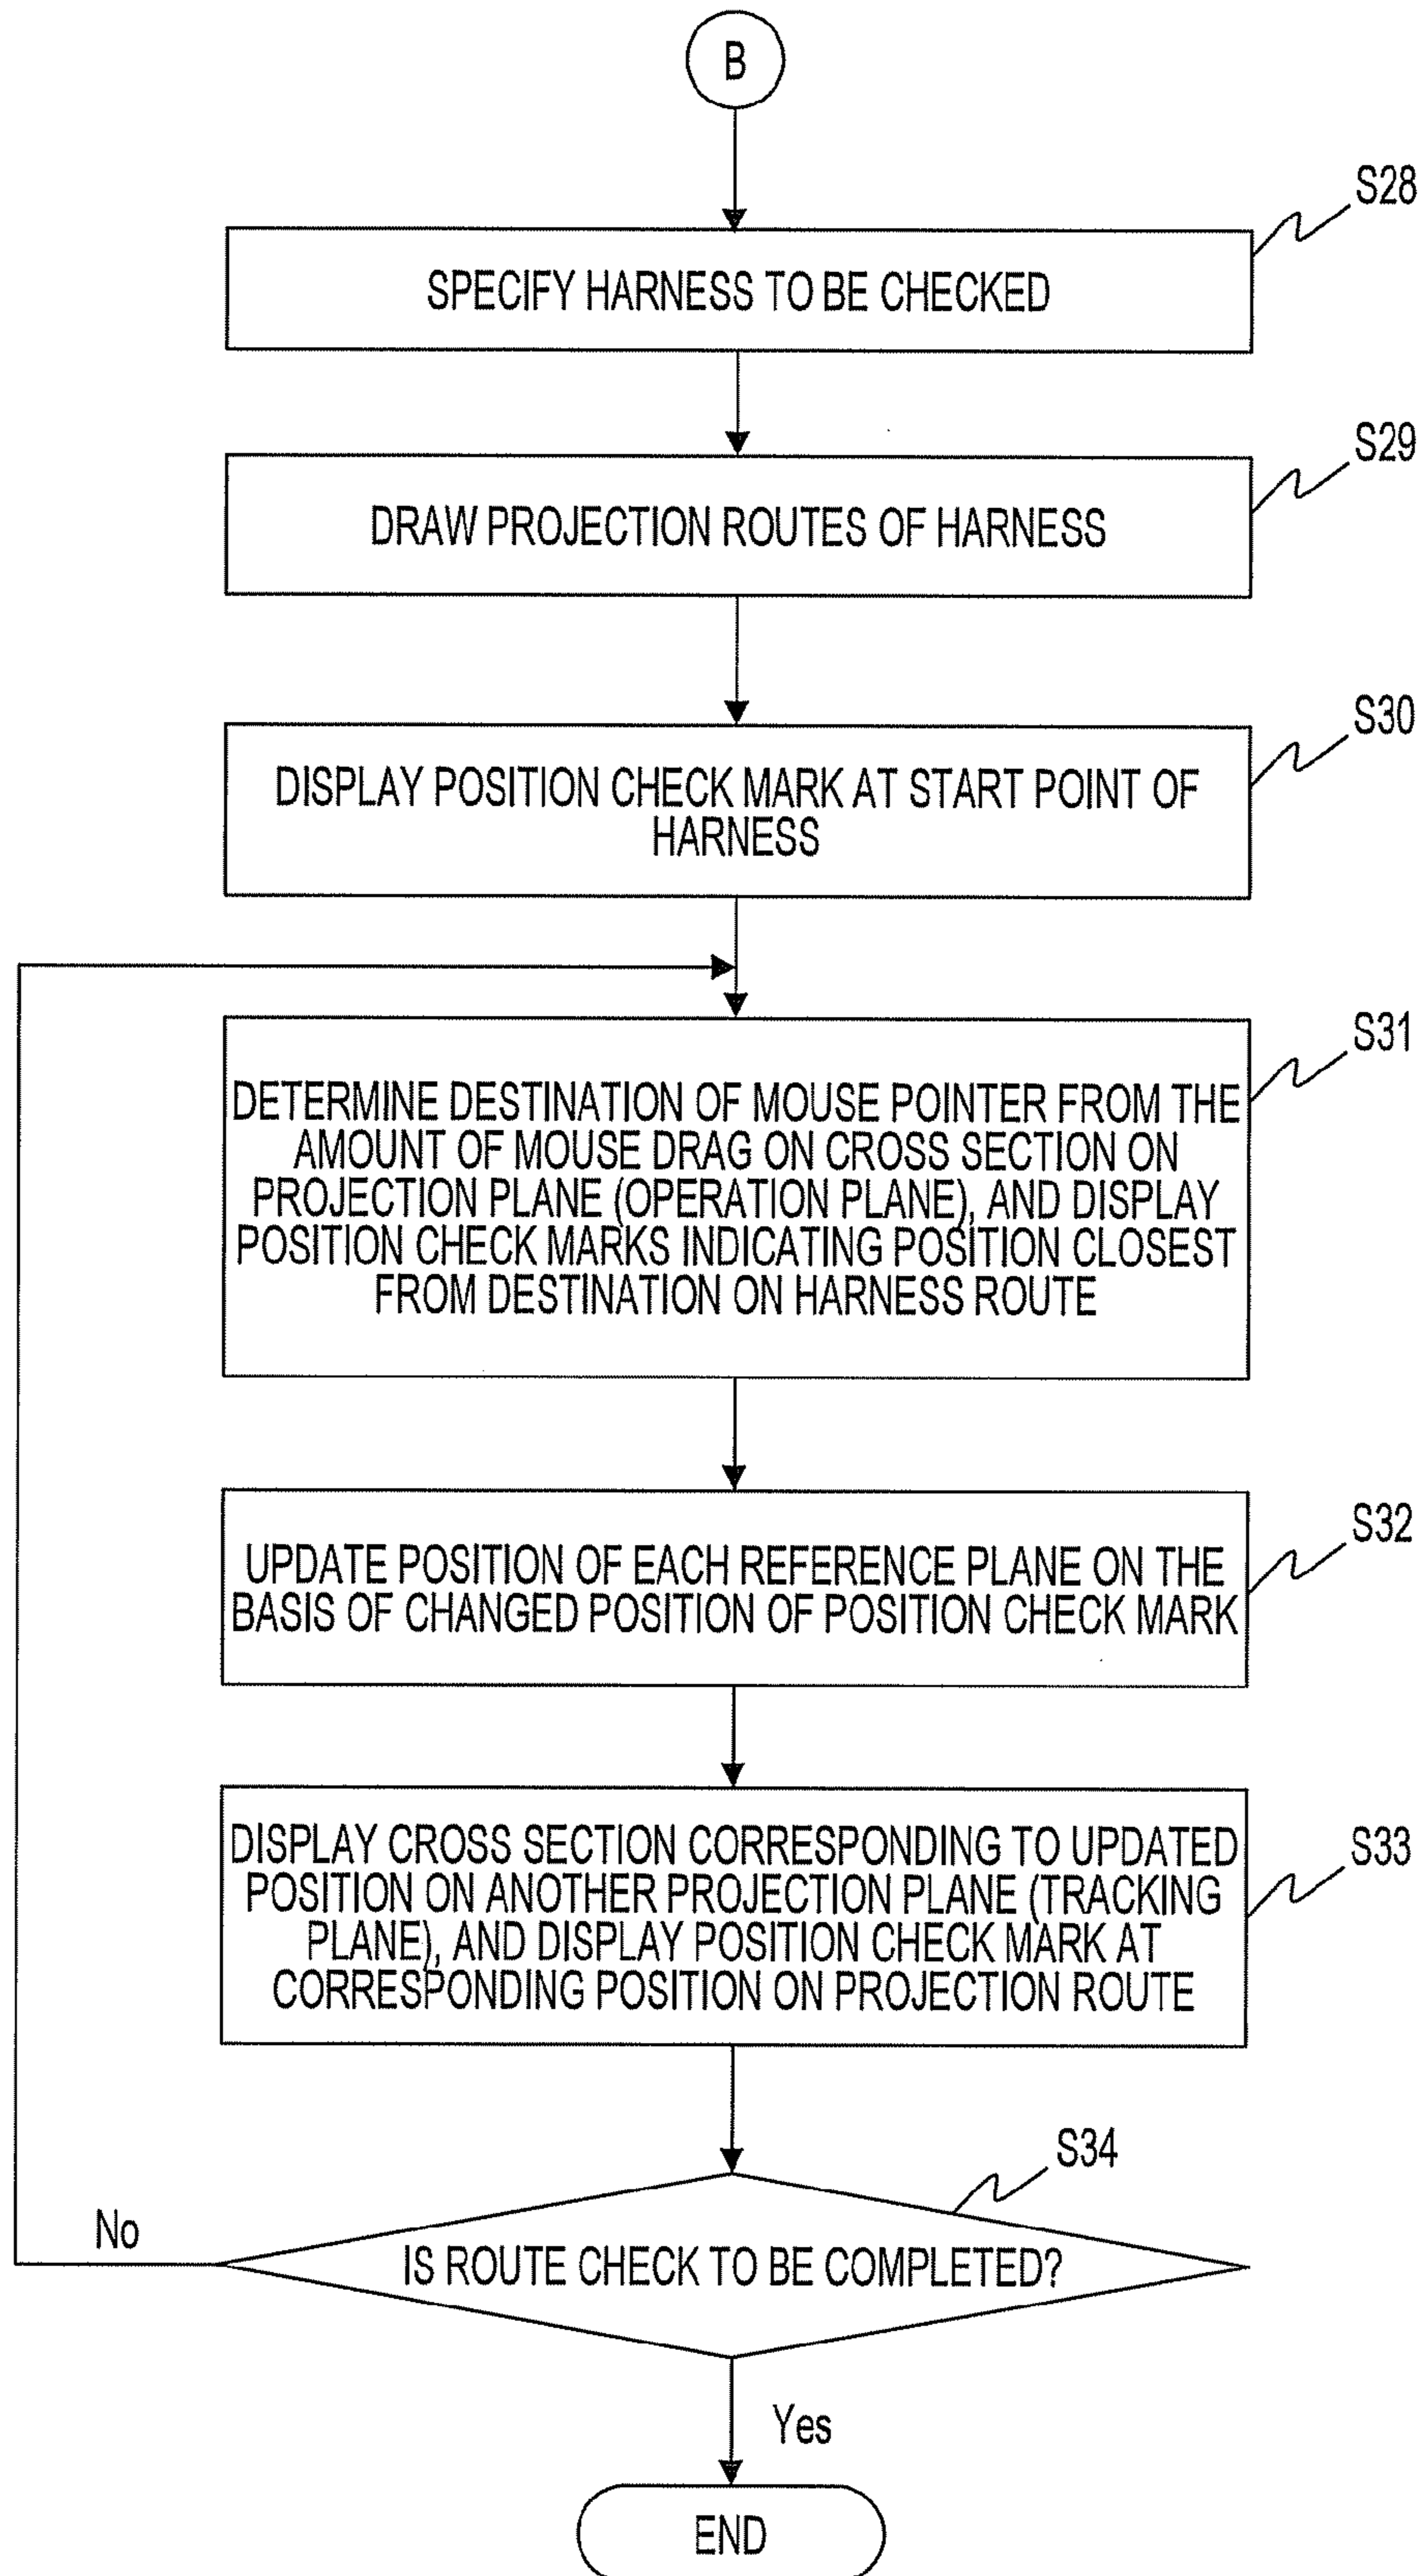 B
S28
SPECIFY HARNESS TO BE CHECKED
S29
DRAW PROJECTION ROUTES OF HARNESS
S30
DISPLAY POSITION CHECK MARK AT START POINT OF
HARNESS
S31
DETERMINE DESTINATION OF MOUSE POINTER FROM THE
AMOUNT OF MOUSE DRAG ON CROSS SECTION ON
PROJECTION PLANE (OPERATION PLANE), AND DISPLAY
POSITION CHECK MARKS INDICATING POSITION CLOSEST
FROM DESTINATION ON HARNESS ROUTE
S32
UPDATE POSITION OF EACH REFERENCE PLANE ON THE
BASIS OF CHANGED POSITION OF POSITION CHECK MARK
S33
DISPLAY CROSS SECTION CORRESPONDING TO UPDATED
POSITION ON ANOTHER PROJECTION PLANE (TRACKING
PLANE), AND DISPLAY POSITION CHECK MARK AT
CORRESPONDING POSITION ON PROJECTION ROUTE
S34
No
IS ROUTE CHECK TO BE COMPLETED?
Yes
END